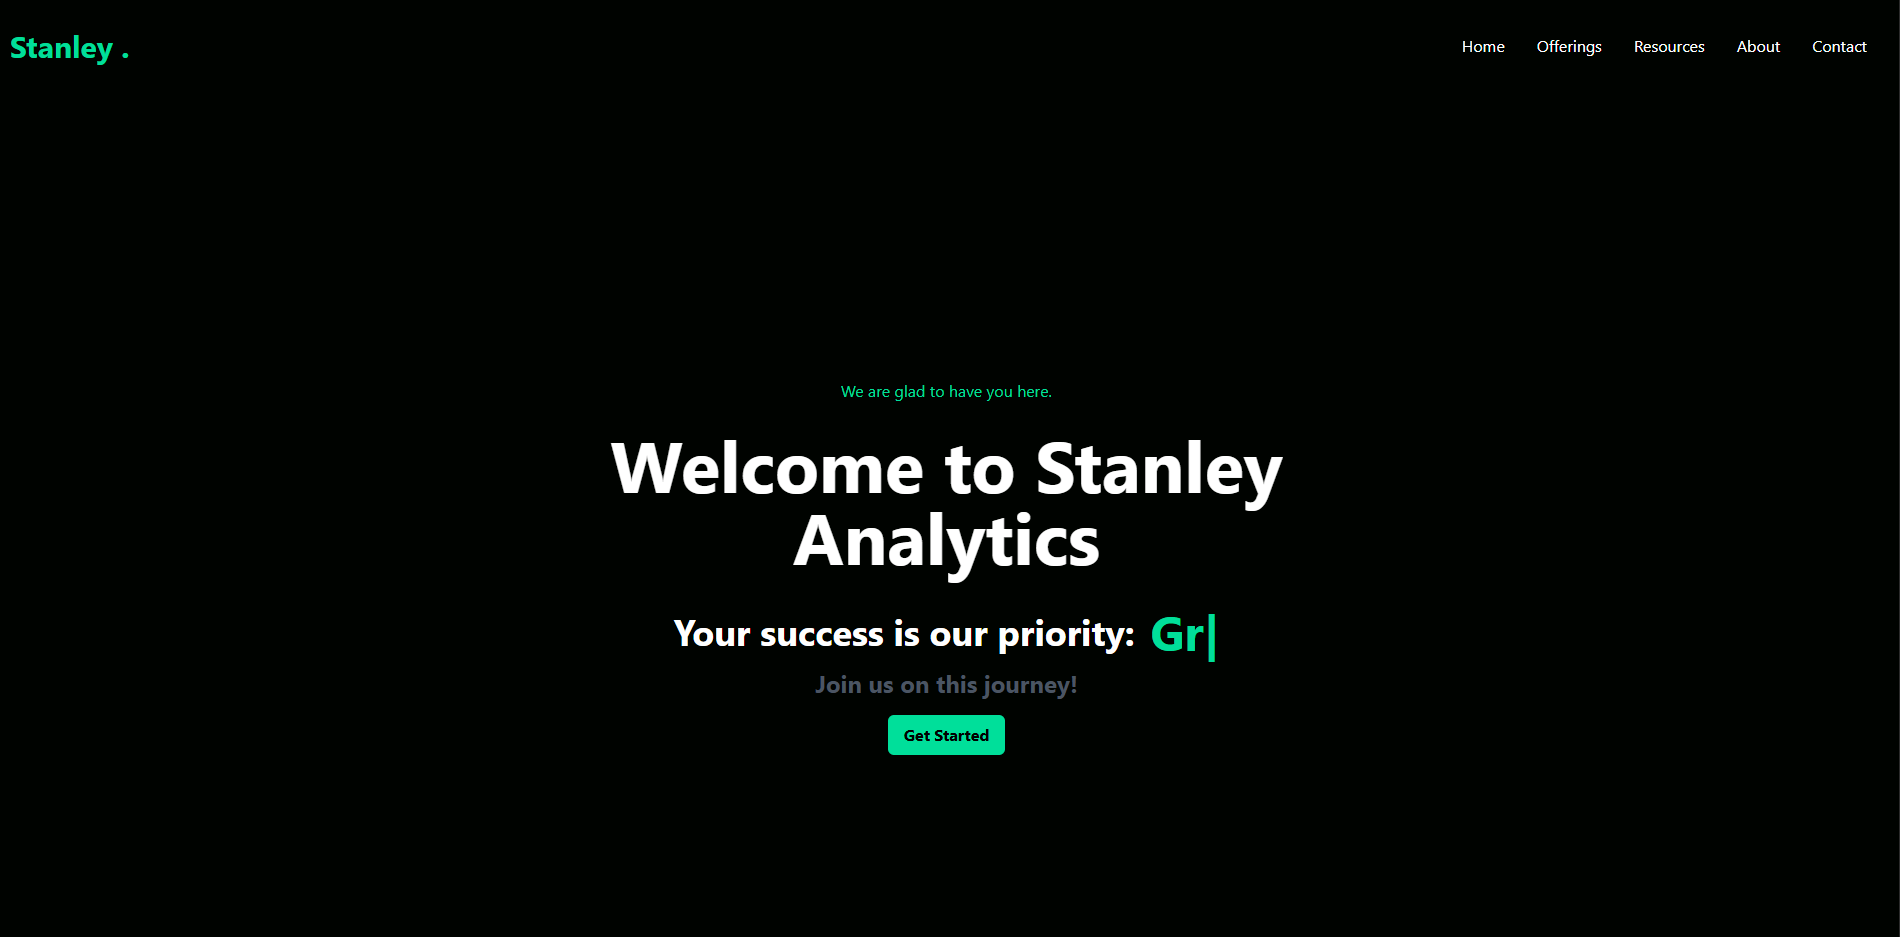 Stanley .
Home Offerings Resources About Contact
We are glad to have you here.
Welcome to Stanley
Analytics
Your success is our priority: Gr|
Join us on this journey!
Get Started